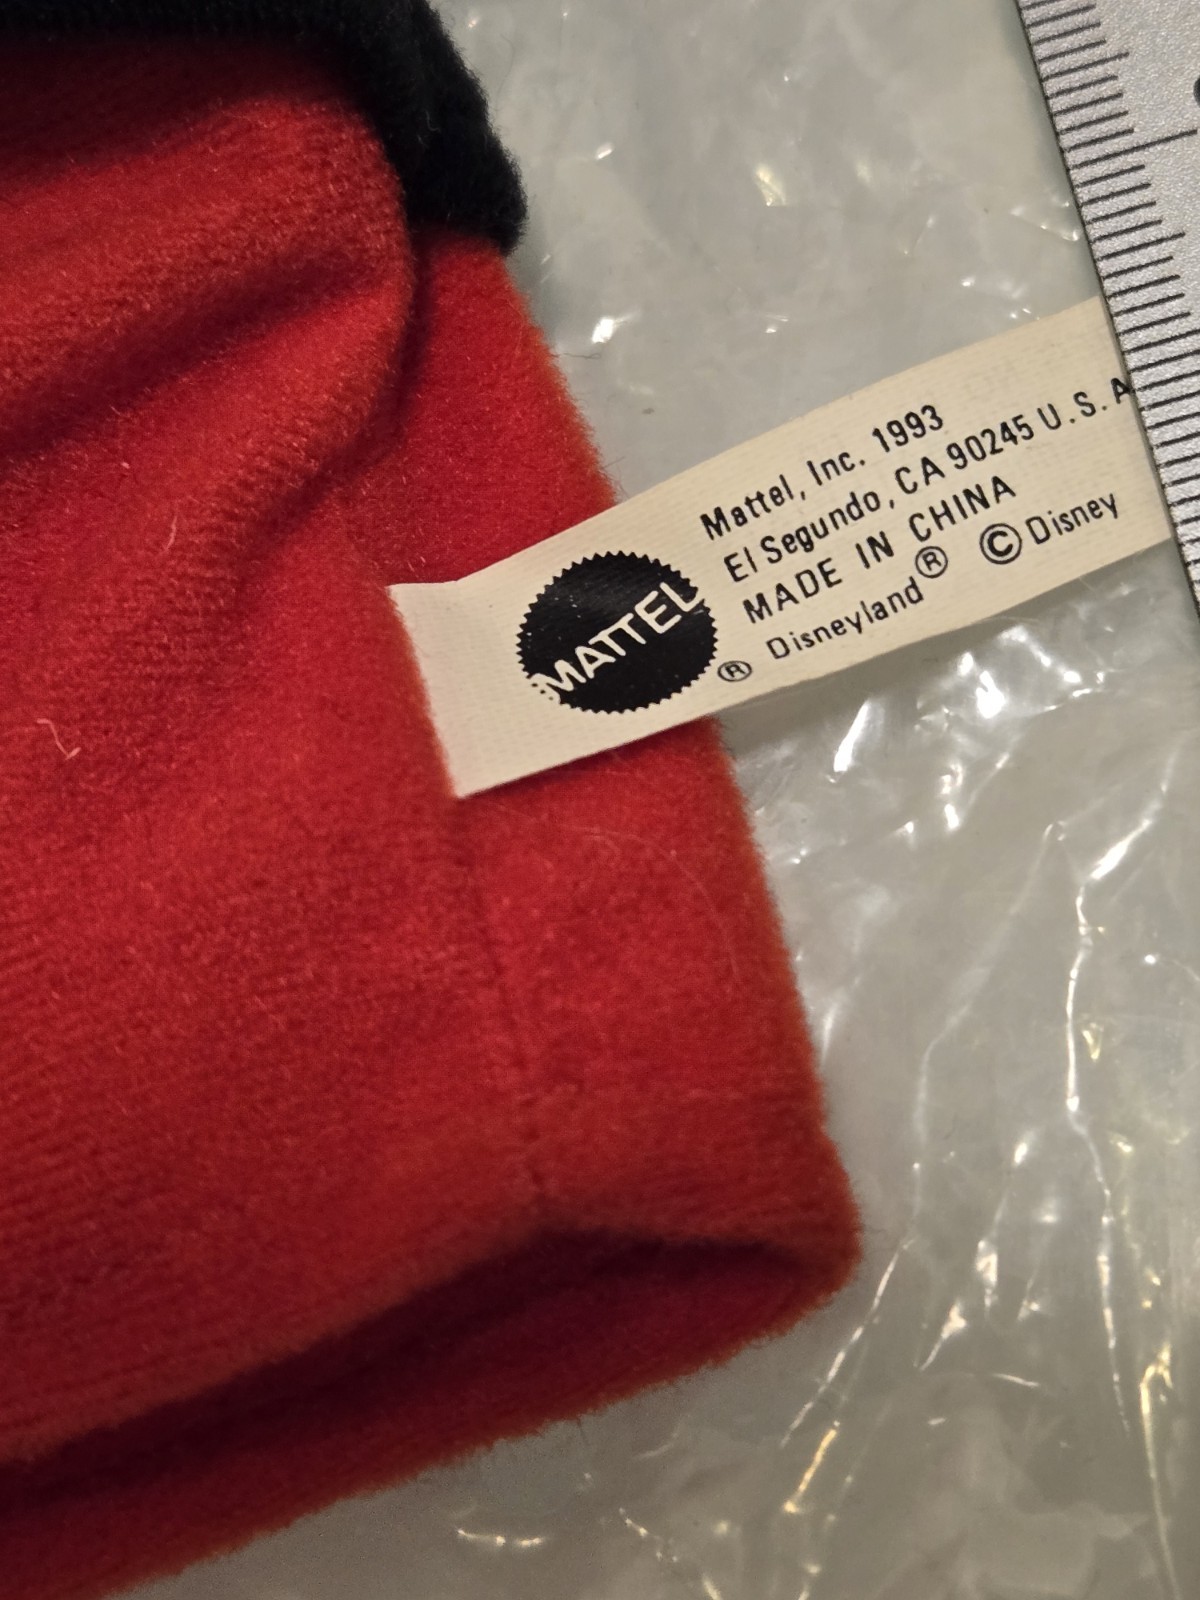 MATTEL
®
Mattel, Inc. 1993
El Segundo, CA 90245 U.S.A
MADE IN CHINA
Disneyland® © Disney